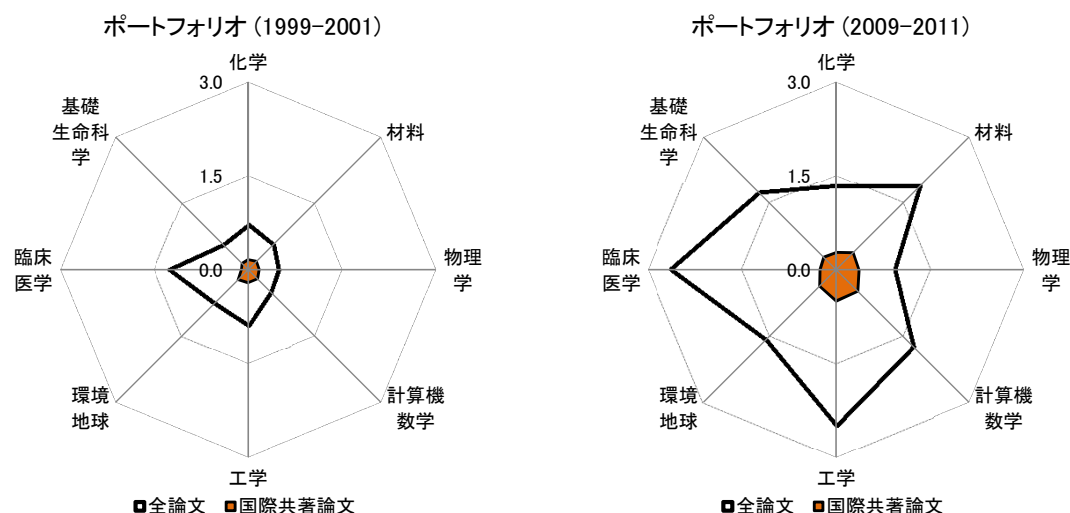 ポートフォリオ (1999-2001)
化学
3.0
基礎
生命科
学
材料
1.5
臨床
医学
0.0
物理
学
環境
地球
計算機
数学
工学
全論文 国際共著論文
ポートフォリオ (2009-2011)
化学
3.0
基礎
生命科
学
材料
1.5
臨床
医学
0.0
物理
学
環境
地球
計算機
数学
工学
全論文 国際共著論文